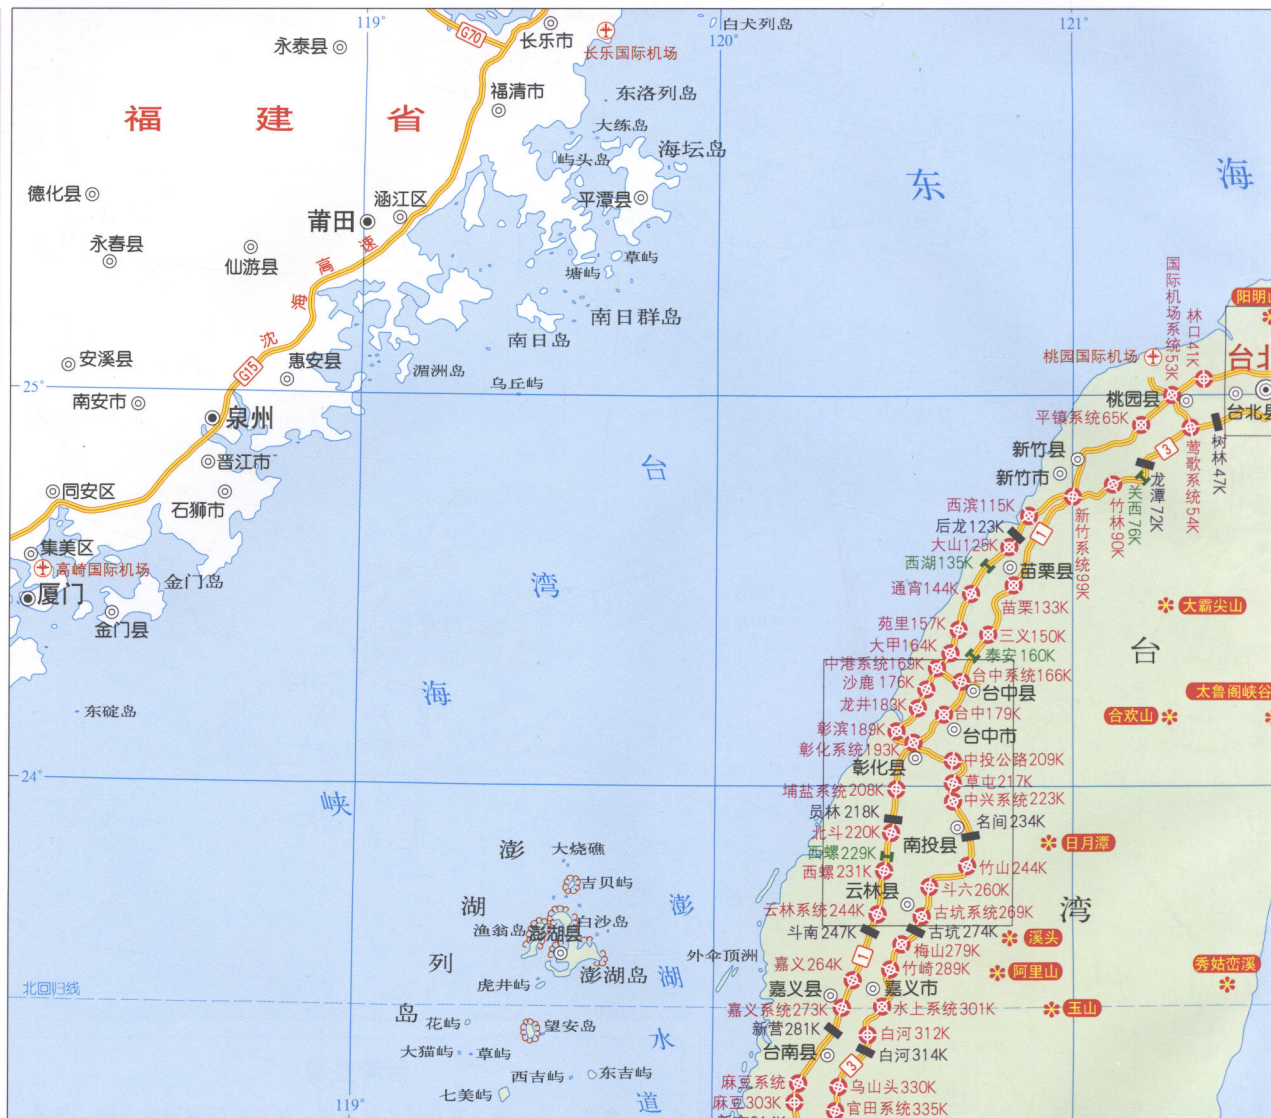 119°
120°
121°
白犬列岛
永泰县
G70
长乐市
长乐国际机场
福清市
东洛列岛
福建省
大练岛
海坛岛
屿头岛
东海
德化县
涵江区
平潭县
莆田
永春县
仙游县
沈海高速
草屿
塘屿
国际机场系统53K
林口41K
阳明山
南日群岛
南日岛
桃园国际机场
台北
安溪县
惠安县
湄洲岛
乌丘屿
G15
25°
南安市
泉州
桃园县
台北县
平镇系统65K
树林47K
莺歌系统54K
3
新竹县
新竹市
龙潭72K
关西76K
竹林90K
新竹系统99K
台湾海峡
晋江市
同安区
石狮市
西滨115K
后龙123K
1
大山125K
集美区
高崎国际机场
厦门
金门岛
金门县
西湖135K
苗栗县
通宵144K
苗栗133K
大霸尖山
苑里157K
三义150K
台湾
大甲164K
泰安160K
中港系统169K
台中系统166K
沙鹿176K
台中县
太鲁阁峡谷
龙井183K
台中179K
合欢山
东碇岛
彰滨189K
台中市
彰化系统193K
彰化县
中投公路209K
24°
草屯217K
埔盐系统208K
中兴系统223K
员林218K
名间234K
北斗220K
南投县
日月潭
西螺229K
西螺231K
竹山244K
澎湖列岛
大烧礁
吉贝屿
澎湖水道
云林县
斗六260K
渔翁岛
白沙岛
云林系统244K
古坑系统269K
澎湖县
斗南247K
古坑274K
溪头
外伞顶洲
1
梅山279K
澎湖岛
嘉义264K
竹崎289K
阿里山
秀姑峦溪
虎井屿
北回归线
嘉义县
嘉义市
嘉义系统273K
水上系统301K
玉山
花屿
望安岛
新营281K
白河312K
大猫屿
草屿
台南县
白河314K
3
西吉屿
东吉屿
七美屿
麻豆系统
乌山头330K
麻豆303K
官田系统335K
119°